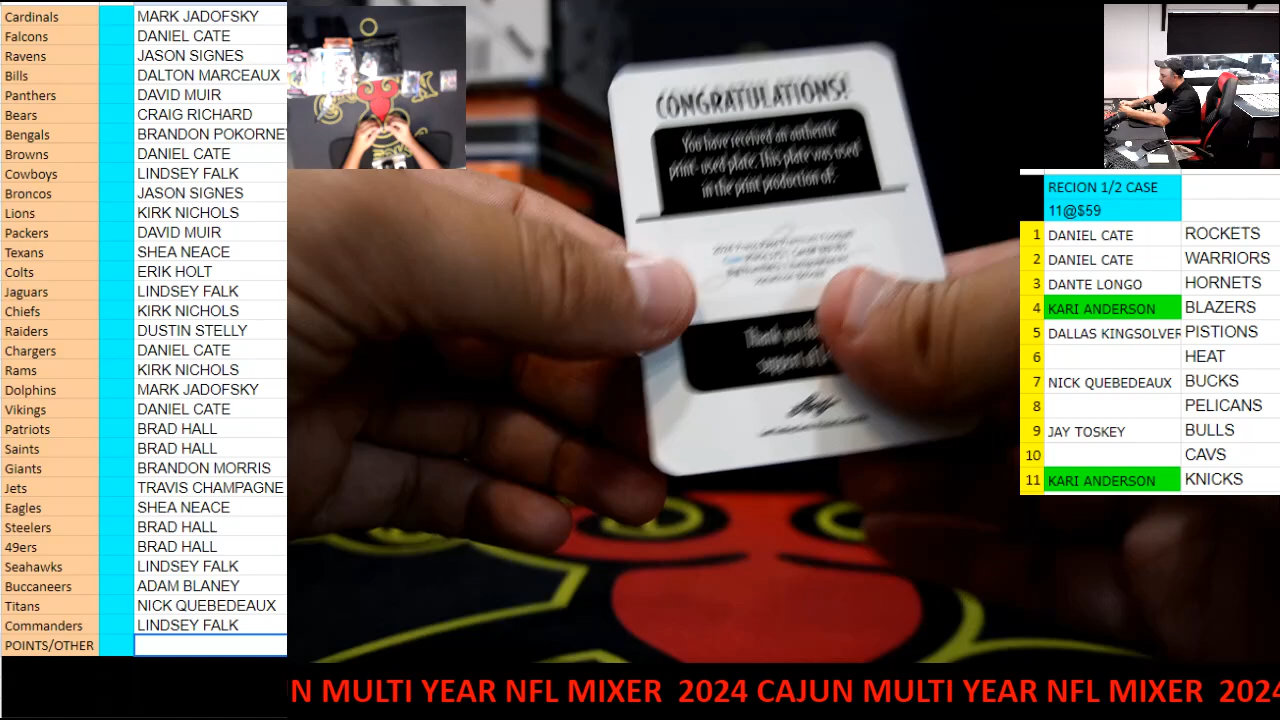 Cardinals MARK JADOFSKY
Falcons DANIEL CATE
Ravens JASON SIGNES
Bills DALTON MARCEAUX
Panthers DAVID MUIR
Bears CRAIG RICHARD
Bengals BRANDON POKORNEY
Browns DANIEL CATE
Cowboys LINDSEY FALK
Broncos JASON SIGNES
Lions KIRK NICHOLS
Packers DAVID MUIR
Texans SHEA NEACE
Colts ERIK HOLT
Jaguars LINDSEY FALK
Chiefs KIRK NICHOLS
Raiders DUSTIN STELLY
Chargers DANIEL CATE
Rams KIRK NICHOLS
Dolphins MARK JADOFSKY
Vikings DANIEL CATE
Patriots BRAD HALL
Saints BRAD HALL
Giants BRANDON MORRIS
Jets TRAVIS CHAMPAGNE
Eagles SHEA NEACE
Steelers BRAD HALL
49ers BRAD HALL
Seahawks LINDSEY FALK
Buccaneers ADAM BLANEY
Titans NICK QUEBEDEAUX
Commanders LINDSEY FALK
POINTS/OTHER
CONGRATULATIONS!
You have received an authentic
print-used plate. This plate was used
in the print production of:
Thank you
support of
RECION 1/2 CASE
11@$59
1 DANIEL CATE ROCKETS
2 DANIEL CATE WARRIORS
3 DANTE LONGO HORNETS
4 KARI ANDERSON BLAZERS
5 DALLAS KINGSOLVER PISTIONS
6 HEAT
7 NICK QUEBEDEAUX BUCKS
8 PELICANS
9 JAY TOSKEY BULLS
10 CAVS
11 KARI ANDERSON KNICKS
N MULTI YEAR NFL MIXER 2024 CAJUN MULTI YEAR NFL MIXER 2024